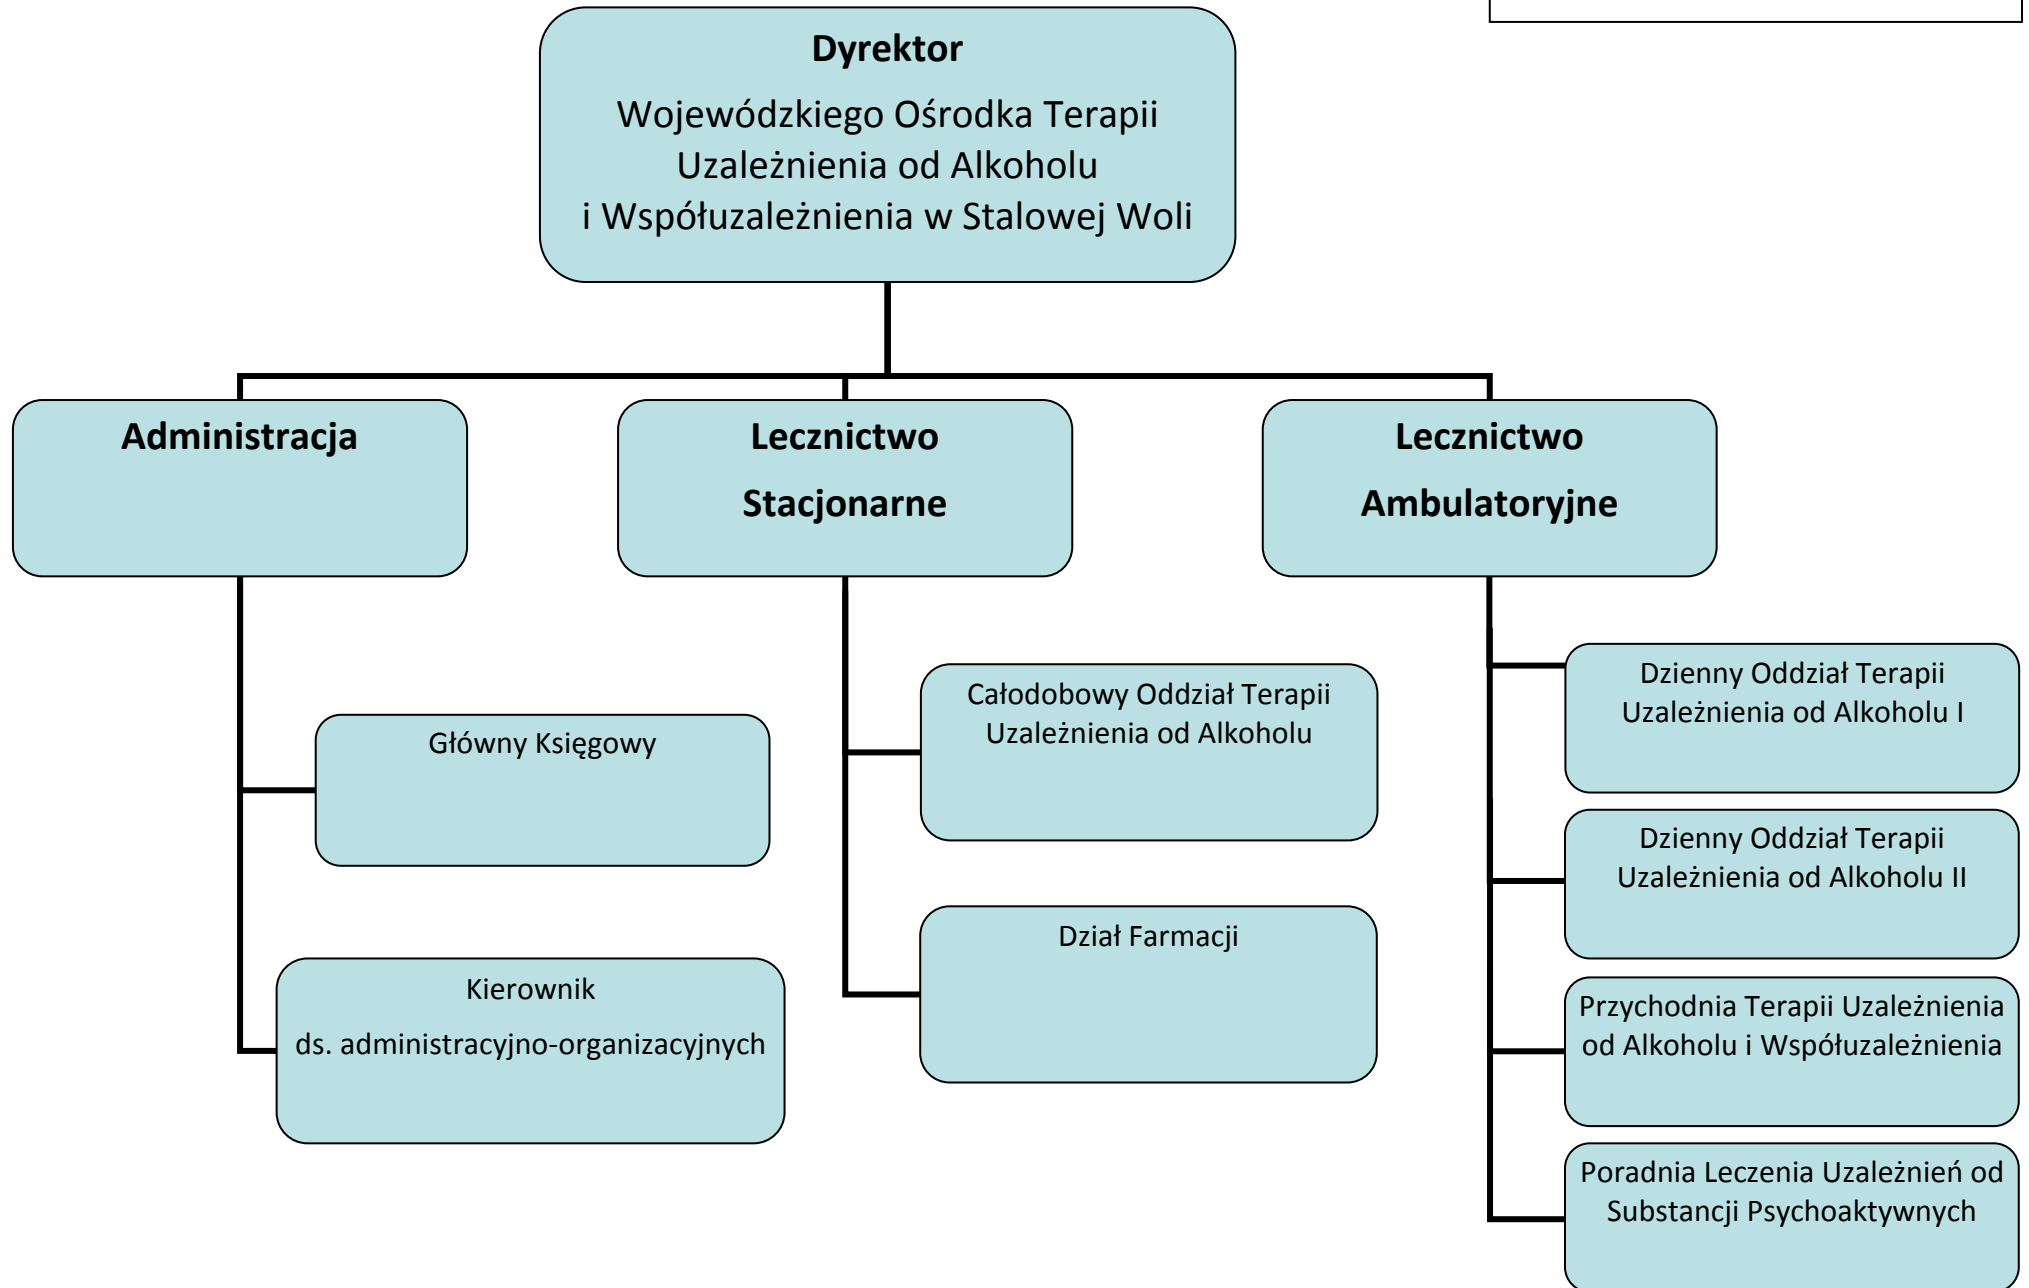 Dyrektor
Wojewódzkiego Ośrodka Terapii
Uzależnienia od Alkoholu
i Współuzależnienia w Stalowej Woli
Administracja
Główny Księgowy
Kierownik
ds. administracyjno-organizacyjnych
Lecznictwo
Stacjonarne
Całodobowy Oddział Terapii
Uzależnienia od Alkoholu
Dział Farmacji
Lecznictwo
Ambulatoryjne
Dzienny Oddział Terapii
Uzależnienia od Alkoholu I
Dzienny Oddział Terapii
Uzależnienia od Alkoholu II
Przychodnia Terapii Uzależnienia
od Alkoholu i Współuzależnienia
Poradnia Leczenia Uzależnień od
Substancji Psychoaktywnych